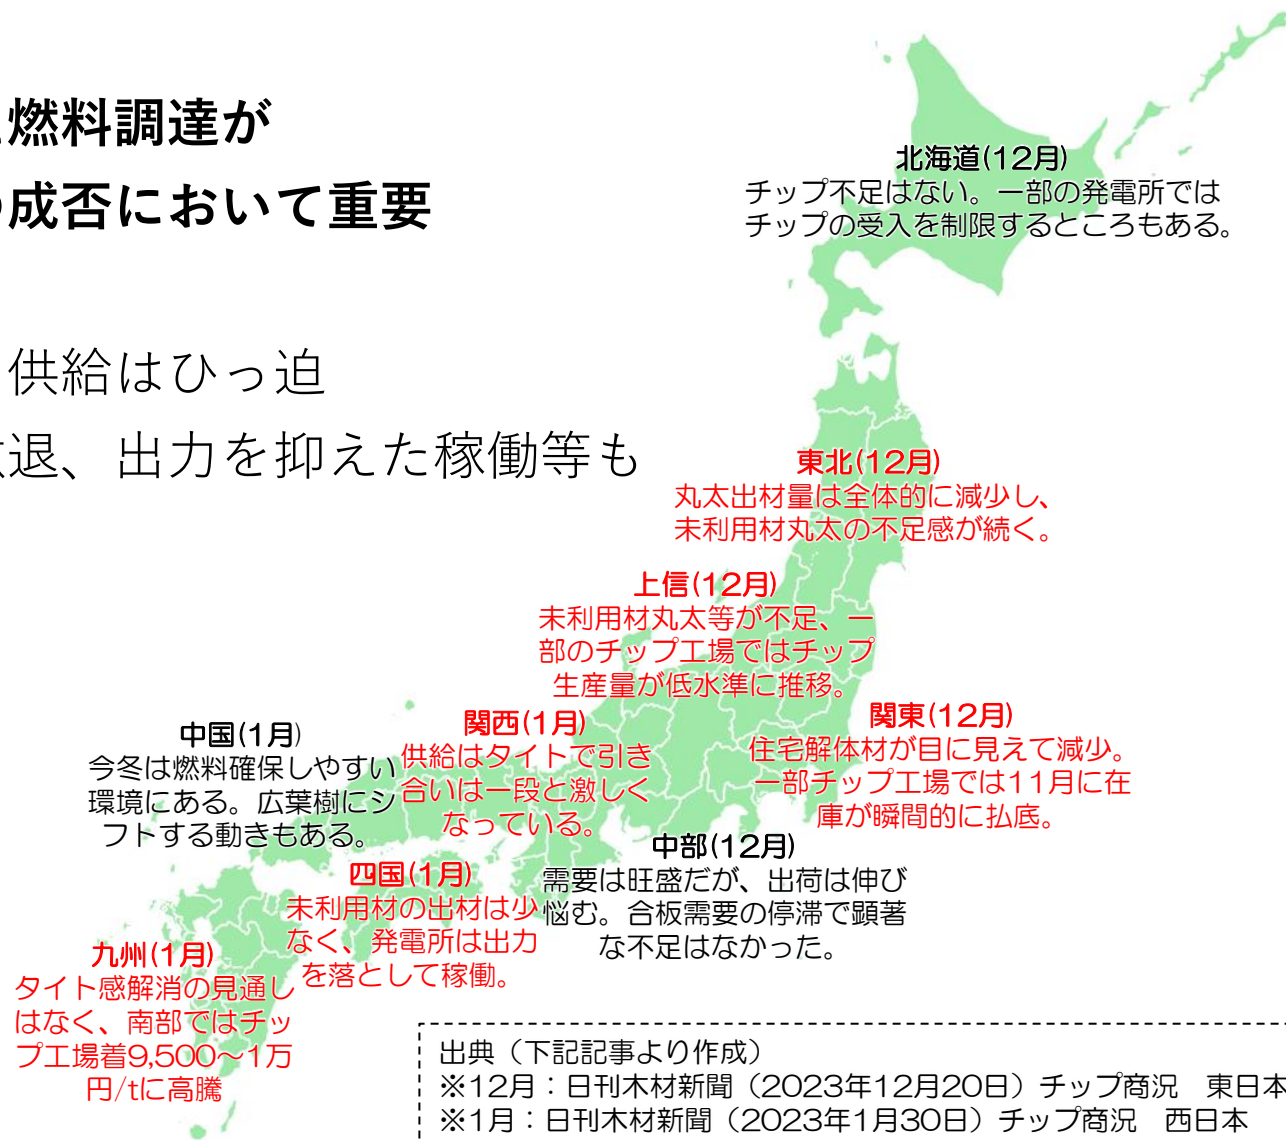 燃料調達が
成否において重要
供給はひっ迫
退、出力を抑えた稼働等も
北海道(12月)
チップ不足はない。一部の発電所では
チップの受入を制限するところもある。
東北(12月)
丸太出材量は全体的に減少し、
未利用材丸太の不足感が続く。
上信(12月)
未利用材丸太等が不足、一
部のチップ工場ではチップ
生産量が低水準に推移。
関東(12月)
住宅解体材が目に見えて減少。
一部チップ工場では11月に在
庫が瞬間的に払底。
関西(1月)
供給はタイトで引き
合いは一段と激しく
なっている。
中国(1月)
今冬は燃料確保しやすい
環境にある。広葉樹にシ
フトする動きもある。
中部(12月)
需要は旺盛だが、出荷は伸び
悩む。合板需要の停滞で顕著
な不足はなかった。
四国(1月)
未利用材の出材は少
なく、発電所は出力
を落として稼働。
九州(1月)
タイト感解消の見通し
はなく、南部ではチッ
プ工場着9,500～1万
円/tに高騰
出典（下記記事より作成）
※12月：日刊木材新聞（2023年12月20日）チップ商況　東日本
※1月：日刊木材新聞（2023年1月30日）チップ商況　西日本